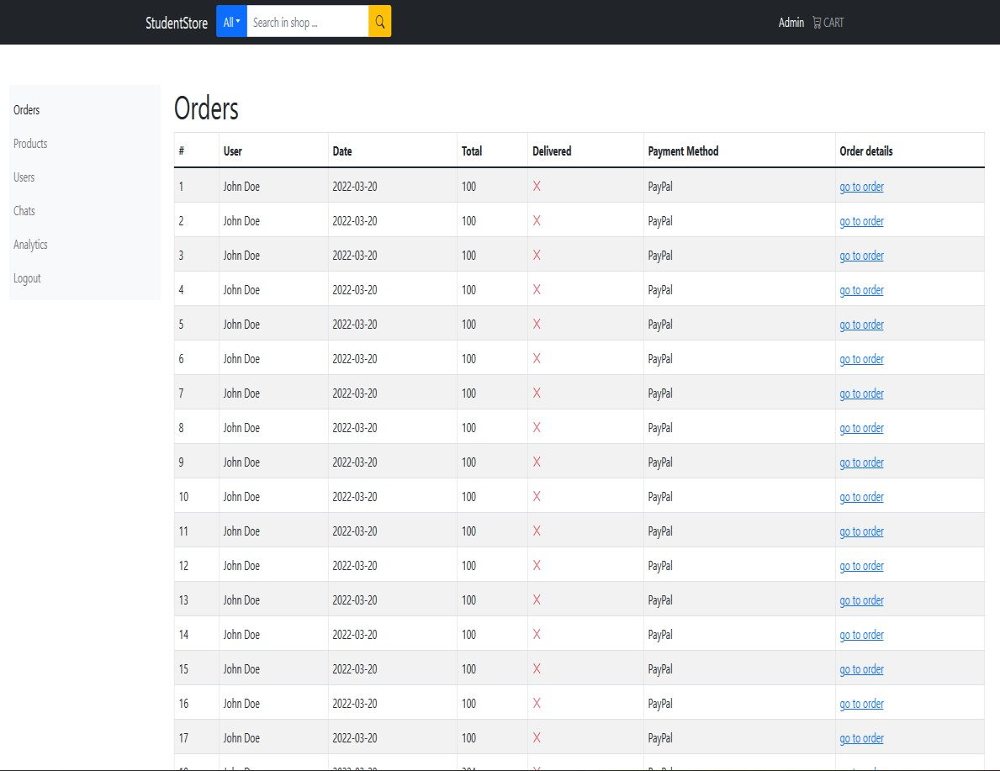 StudentStore All Search in shop ... Admin CART
Orders
Products
Users
Chats
Analytics
Logout
Orders
# User Date Total Delivered Payment Method Order details
1 John Doe 2022-03-20 100 X PayPal go to order
2 John Doe 2022-03-20 100 X PayPal go to order
3 John Doe 2022-03-20 100 X PayPal go to order
4 John Doe 2022-03-20 100 X PayPal go to order
5 John Doe 2022-03-20 100 X PayPal go to order
6 John Doe 2022-03-20 100 X PayPal go to order
7 John Doe 2022-03-20 100 X PayPal go to order
8 John Doe 2022-03-20 100 X PayPal go to order
9 John Doe 2022-03-20 100 X PayPal go to order
10 John Doe 2022-03-20 100 X PayPal go to order
11 John Doe 2022-03-20 100 X PayPal go to order
12 John Doe 2022-03-20 100 X PayPal go to order
13 John Doe 2022-03-20 100 X PayPal go to order
14 John Doe 2022-03-20 100 X PayPal go to order
15 John Doe 2022-03-20 100 X PayPal go to order
16 John Doe 2022-03-20 100 X PayPal go to order
17 John Doe 2022-03-20 100 X PayPal go to order